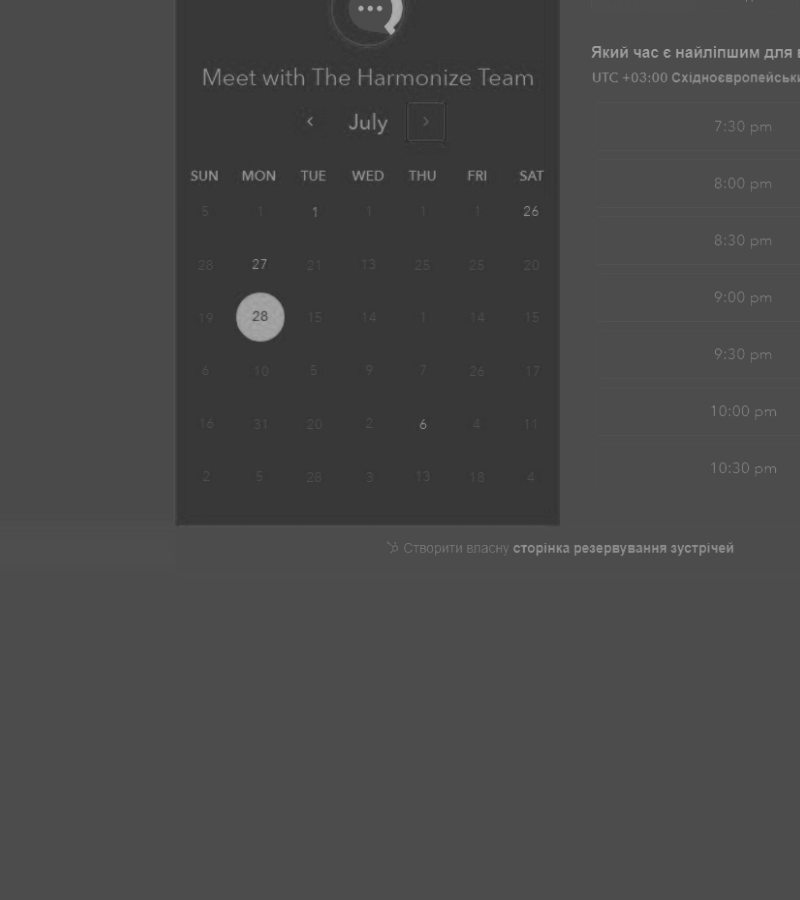 Meet with The Harmonize Team
July
SUN MON TUE WED THU FRI SAT
5 1 1 1 1 1 26
28 27 21 13 25 25 20
19 28 15 14 1 14 15
6 10 5 9 7 26 17
16 31 20 2 6 4 11
2 5 28 3 13 18 4
Який час є найліпшим для
UTC +03:00
7:30 pm
8:00 pm
8:30 pm
9:00 pm
9:30 pm
10:00 pm
10:30 pm
Створити власну сторінка резервування зустрічей